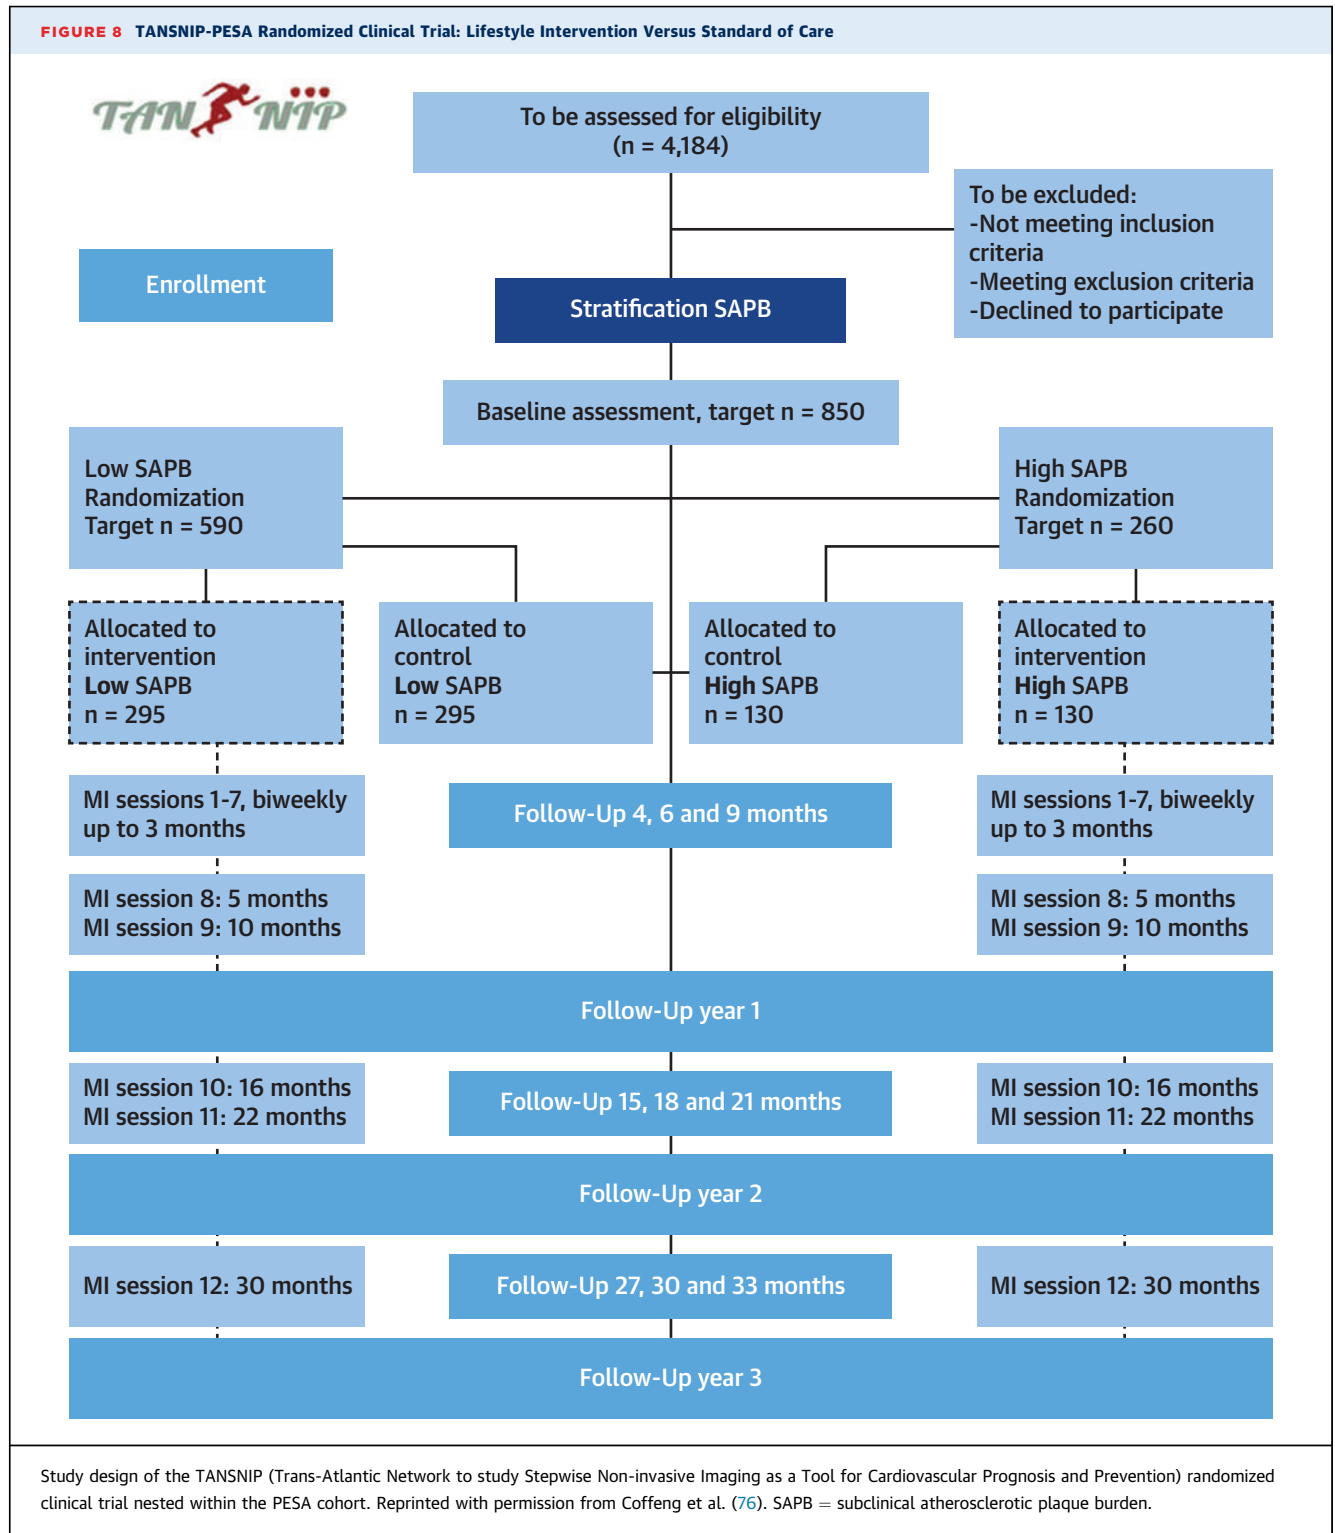 FIGURE 8 TANSNIP-PESA Randomized Clinical Trial: Lifestyle Intervention Versus Standard of Care
TANSNIP
To be assessed for eligibility
(n = 4,184)
To be excluded:
-Not meeting inclusion
criteria
-Meeting exclusion criteria
-Declined to participate
Enrollment
Stratification SAPB
Baseline assessment, target n = 850
Low SAPB
Randomization
Target n = 590
High SAPB
Randomization
Target n = 260
Allocated to
intervention
Low SAPB
n = 295
Allocated to
control
Low SAPB
n = 295
Allocated to
control
High SAPB
n = 130
Allocated to
intervention
High SAPB
n = 130
MI sessions 1-7, biweekly
up to 3 months
Follow-Up 4, 6 and 9 months
MI sessions 1-7, biweekly
up to 3 months
MI session 8: 5 months
MI session 9: 10 months
MI session 8: 5 months
MI session 9: 10 months
Follow-Up year 1
MI session 10: 16 months
MI session 11: 22 months
Follow-Up 15, 18 and 21 months
MI session 10: 16 months
MI session 11: 22 months
Follow-Up year 2
MI session 12: 30 months
Follow-Up 27, 30 and 33 months
MI session 12: 30 months
Follow-Up year 3
Study design of the TANSNIP (Trans-Atlantic Network to study Stepwise Non-invasive Imaging as a Tool for Cardiovascular Prognosis and Prevention) randomized
clinical trial nested within the PESA cohort. Reprinted with permission from Coffeng et al. (76). SAPB = subclinical atherosclerotic plaque burden.